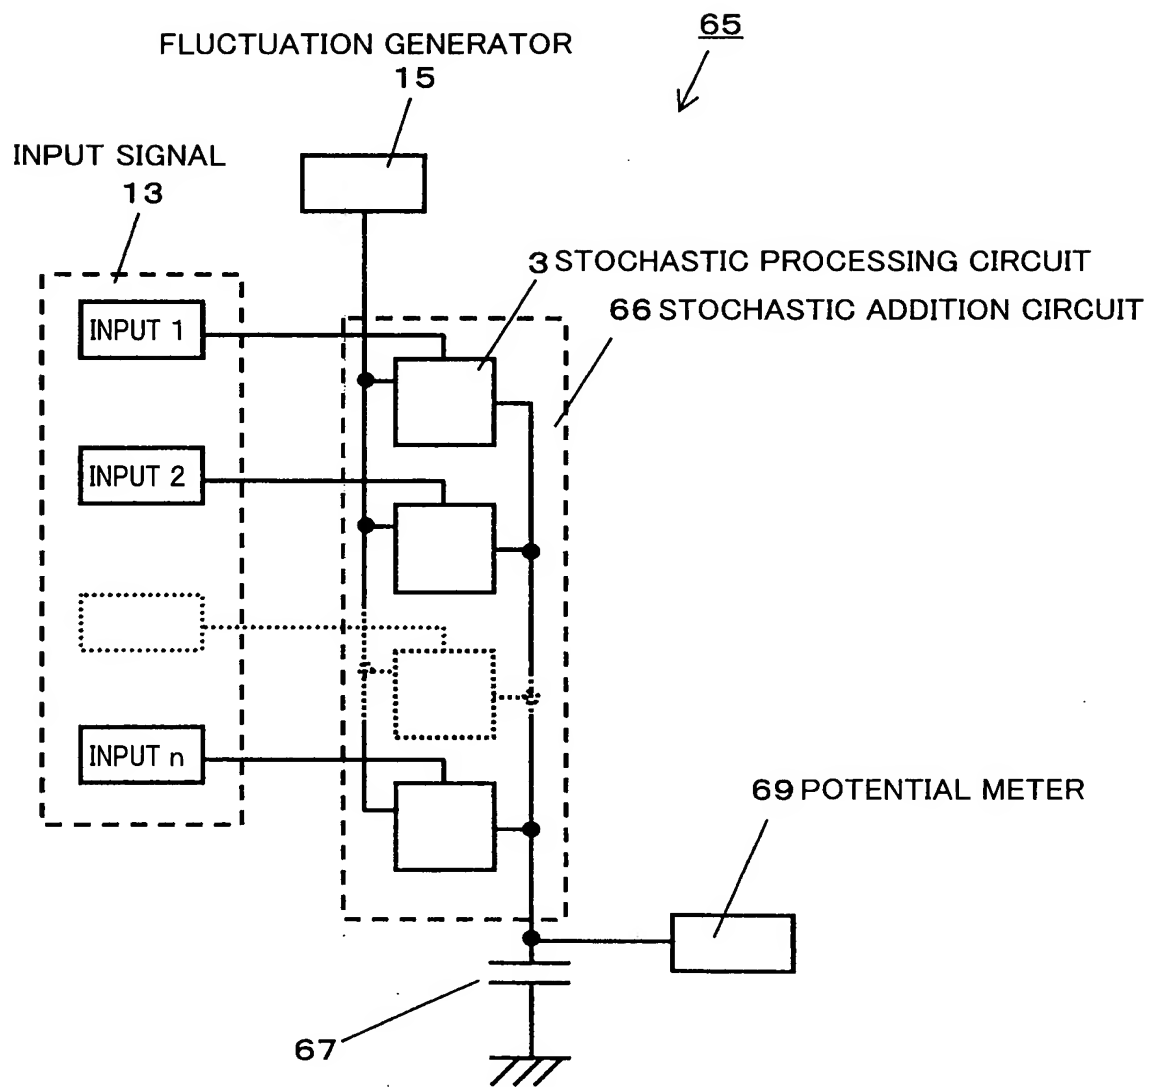 65
FLUCTUATION GENERATOR
15
INPUT SIGNAL
13
3 STOCHASTIC PROCESSING CIRCUIT
66 STOCHASTIC ADDITION CIRCUIT
INPUT 1
INPUT 2
INPUT n
69 POTENTIAL METER
67